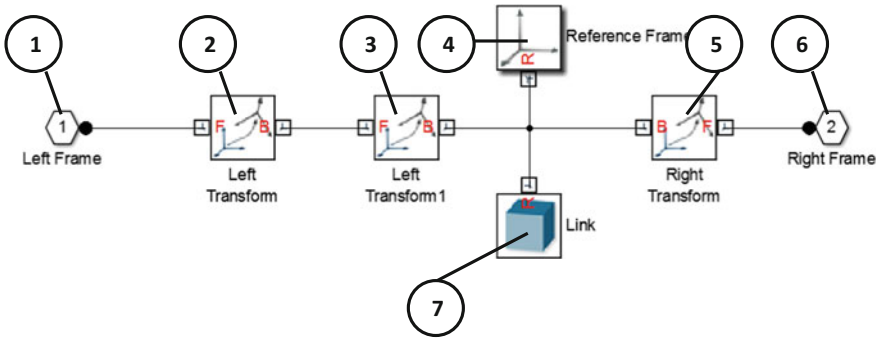 1
2
3
4
5
6
Reference Frame
R
1
F
B
F
B
B
F
2
Left Frame
Left
Transform
Left
Transform1
Right
Transform
Right Frame
R
Link
7